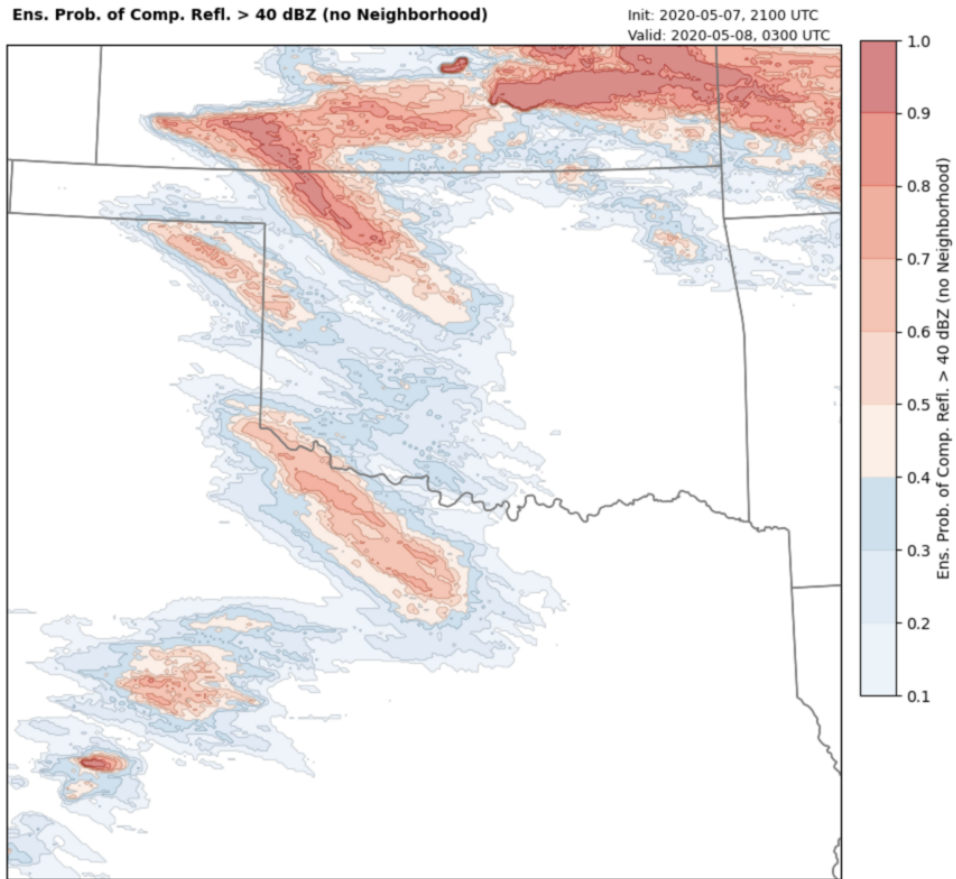 Ens. Prob. of Comp. Refl. > 40 dBZ (no Neighborhood)
Init: 2020-05-07, 2100 UTC
Valid: 2020-05-08, 0300 UTC
1.0
0.9
0.8
0.7
0.6
0.5
0.4
0.3
0.2
0.1
Ens. Prob. of Comp. Refl. > 40 dBZ (no Neighborhood)